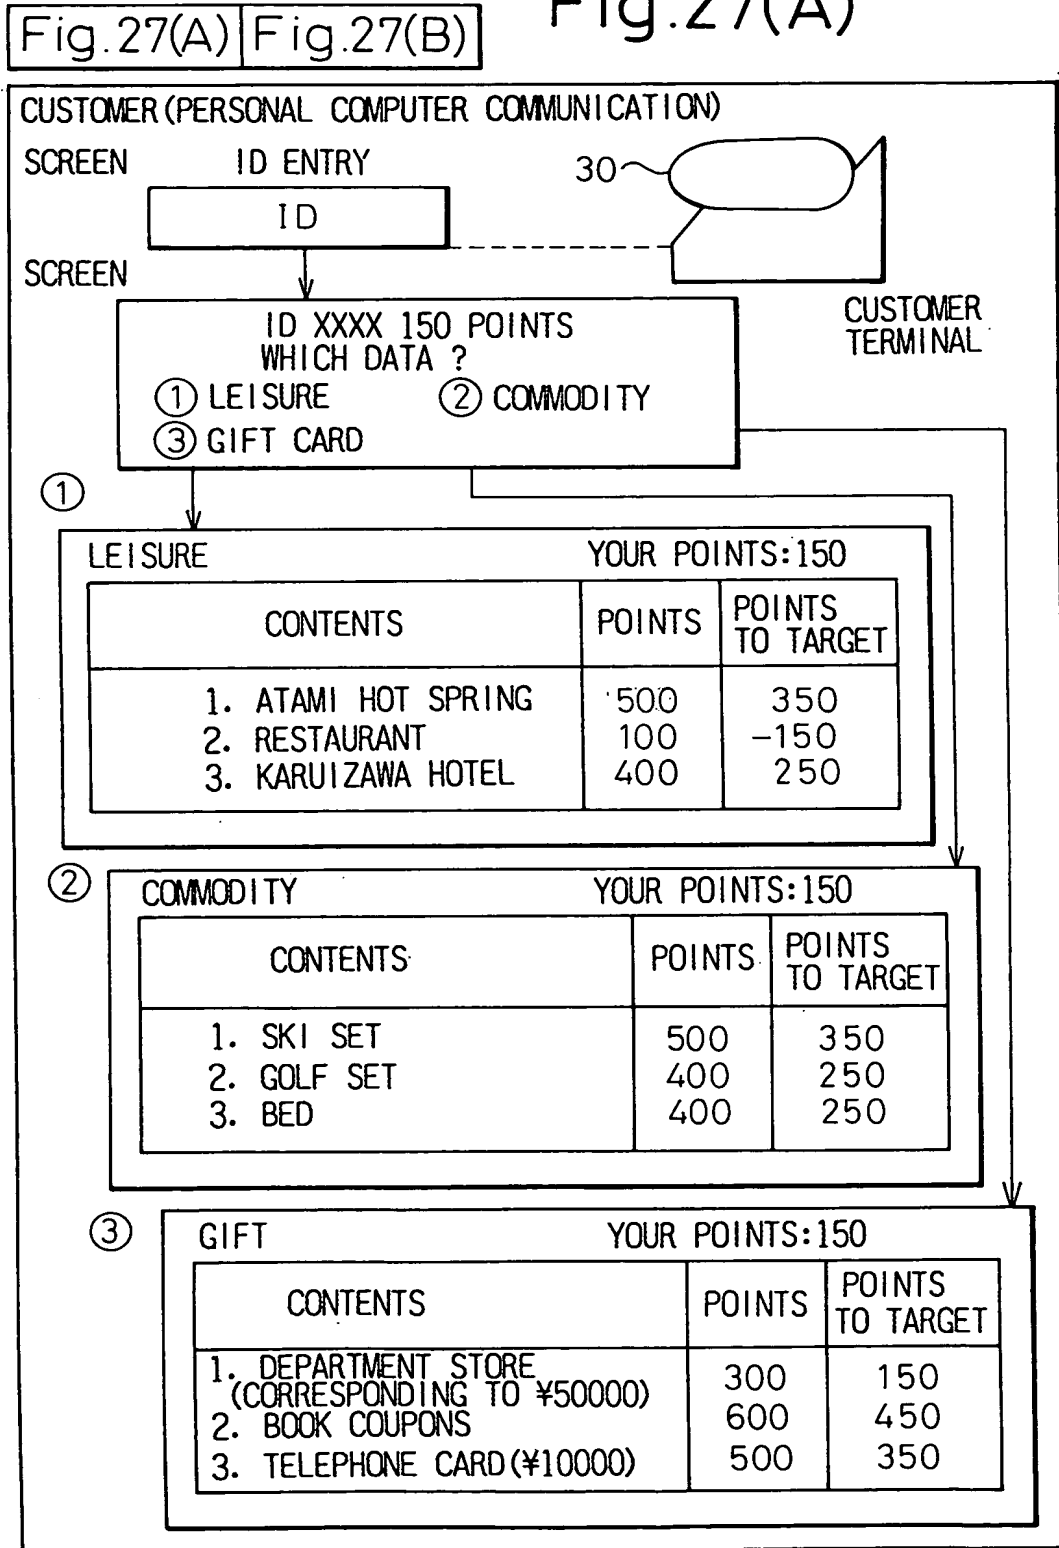 Fig.27(A)
Fig.27(A) Fig.27(B)
CUSTOMER (PERSONAL COMPUTER COMMUNICATION)
SCREEN ID ENTRY 30
ID
SCREEN
CUSTOMER
TERMINAL
ID XXXX 150 POINTS
WHICH DATA ?
① LEISURE ② COMMODITY
③ GIFT CARD
①
LEISURE YOUR POINTS:150
CONTENTS POINTS POINTS TO TARGET
1. ATAMI HOT SPRING 500 350
2. RESTAURANT 100 -150
3. KARUIZAWA HOTEL 400 250
②
COMMODITY YOUR POINTS:150
CONTENTS POINTS POINTS TO TARGET
1. SKI SET 500 350
2. GOLF SET 400 250
3. BED 400 250
③
GIFT YOUR POINTS:150
CONTENTS POINTS POINTS TO TARGET
1. DEPARTMENT STORE 300 150
(CORRESPONDING TO ¥50000)
2. BOOK COUPONS 600 450
3. TELEPHONE CARD(¥10000) 500 350